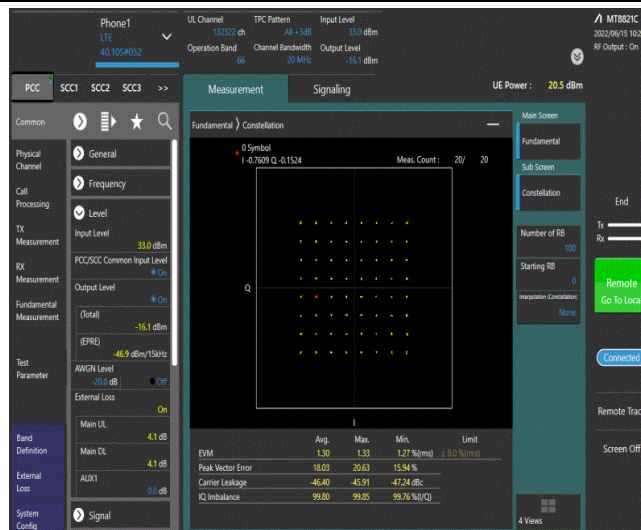 Phone1
LTE
40.10S#052
UL Channel
132322 ch
TPC Pattern
All +3dB
Input Level
33.0 dBm
Operation Band
66
Channel Bandwidth
20 MHz
Output Level
-16.1 dBm
MT8821C
2022/06/15 10:2
RF Output : On
PCC SCC1 SCC2 SCC3 >>
Measurement
Signaling
UE Power : 20.5 dBm
Common
Physical
Channel
Call
Processing
TX
Measurement
RX
Measurement
Fundamental
Measurement
Test
Parameter
Band
Definition
External
Loss
System
Config
General
Frequency
Level
Input Level
33.0 dBm
PCC/SCC Common Input Level
On
Output Level
On
(Total)
-16.1 dBm
(EPRE)
-46.9 dBm/15kHz
AWGN Level
-20.0 dB Off
External Loss
On
Main UL
4.1 dB
Main DL
4.1 dB
AUX1
0.0 dB
Signal
Fundamental ⟩ Constellation
0 Symbol
I -0.7609 Q -0.1524
Meas. Count : 20/ 20
Q
I
Avg. Max. Min. Limit
EVM 1.30 1.33 1.27 %(rms) ≤ 8.0 %(rms)
Peak Vector Error 18.03 20.63 15.94 %
Carrier Leakage -46.40 -45.91 -47.24 dBc
IQ Imbalance 99.80 99.85 99.76 %(I/Q)
Main Screen
Fundamental
Sub Screen
Constellation
Number of RB
100
Starting RB
0
Interpolation (Constellation)
None
4 Views
End
Tx
Rx
Remote
Go To Loca
Connected
Remote Trac
Screen Off